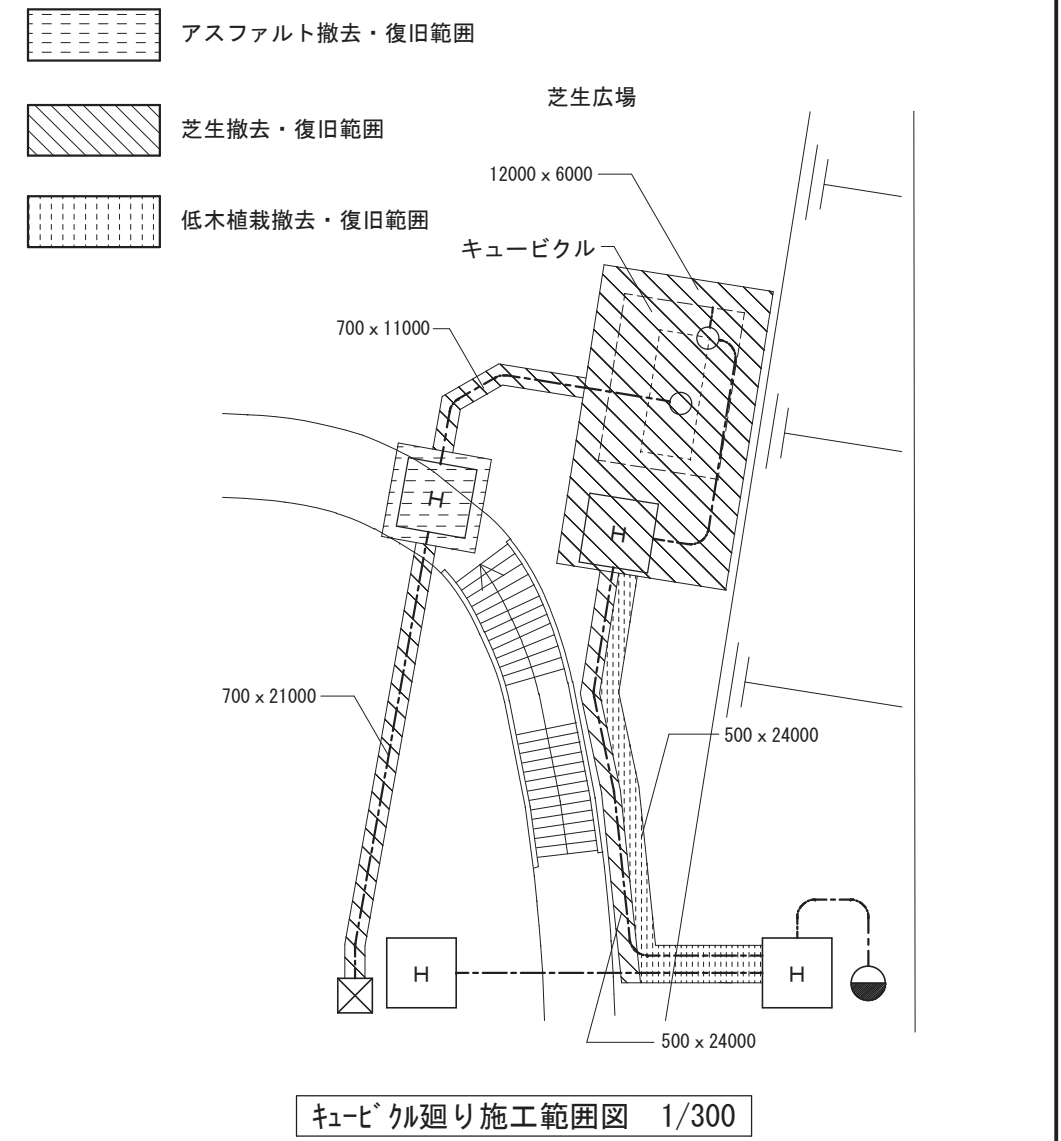 アスファルト撤去・復旧範囲
芝生広場
芝生撤去・復旧範囲
12000 x 6000
低木植栽撤去・復旧範囲
キュービクル
700 x 11000
H
H
700 x 21000
500 x 24000
H
H
500 x 24000
ｷｭｰﾋﾞｸﾙ廻り施工範囲図 1/300